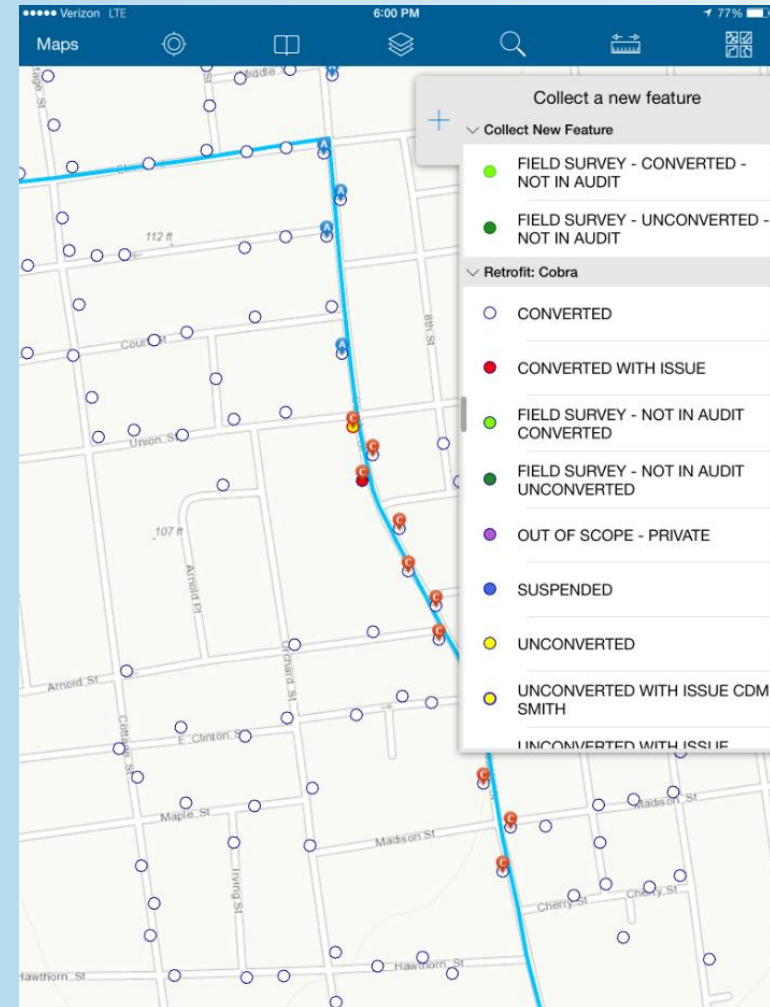 Verizon LTE 6:00 PM 77%
Maps
Collect a new feature
Collect New Feature
FIELD SURVEY - CONVERTED -
NOT IN AUDIT
FIELD SURVEY - UNCONVERTED -
NOT IN AUDIT
Retrofit: Cobra
CONVERTED
CONVERTED WITH ISSUE
FIELD SURVEY - NOT IN AUDIT
CONVERTED
FIELD SURVEY - NOT IN AUDIT
UNCONVERTED
OUT OF SCOPE - PRIVATE
SUSPENDED
UNCONVERTED
UNCONVERTED WITH ISSUE CDM
SMITH
UNCONVERTED WITH ISSUE
St
A
A
112 ft
A
8th St
A
C
Union St
C
C
107 ft
C
Arnold Pl
C
C
C
Orchard St
Arnold St
Cottage St
E Clinton S
C
Maple St
C
Madison St
Madison St
C
Irving St
Cherry St
Cherry St
Hawthorn St